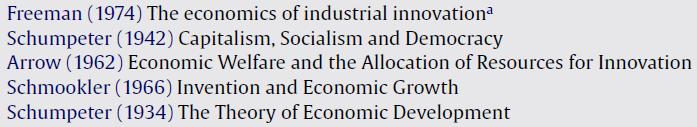 Freeman (1974) The economics of industrial innovationᵃ
Schumpeter (1942) Capitalism, Socialism and Democracy
Arrow (1962) Economic Welfare and the Allocation of Resources for Innovation
Schmookler (1966) Invention and Economic Growth
Schumpeter (1934) The Theory of Economic Development